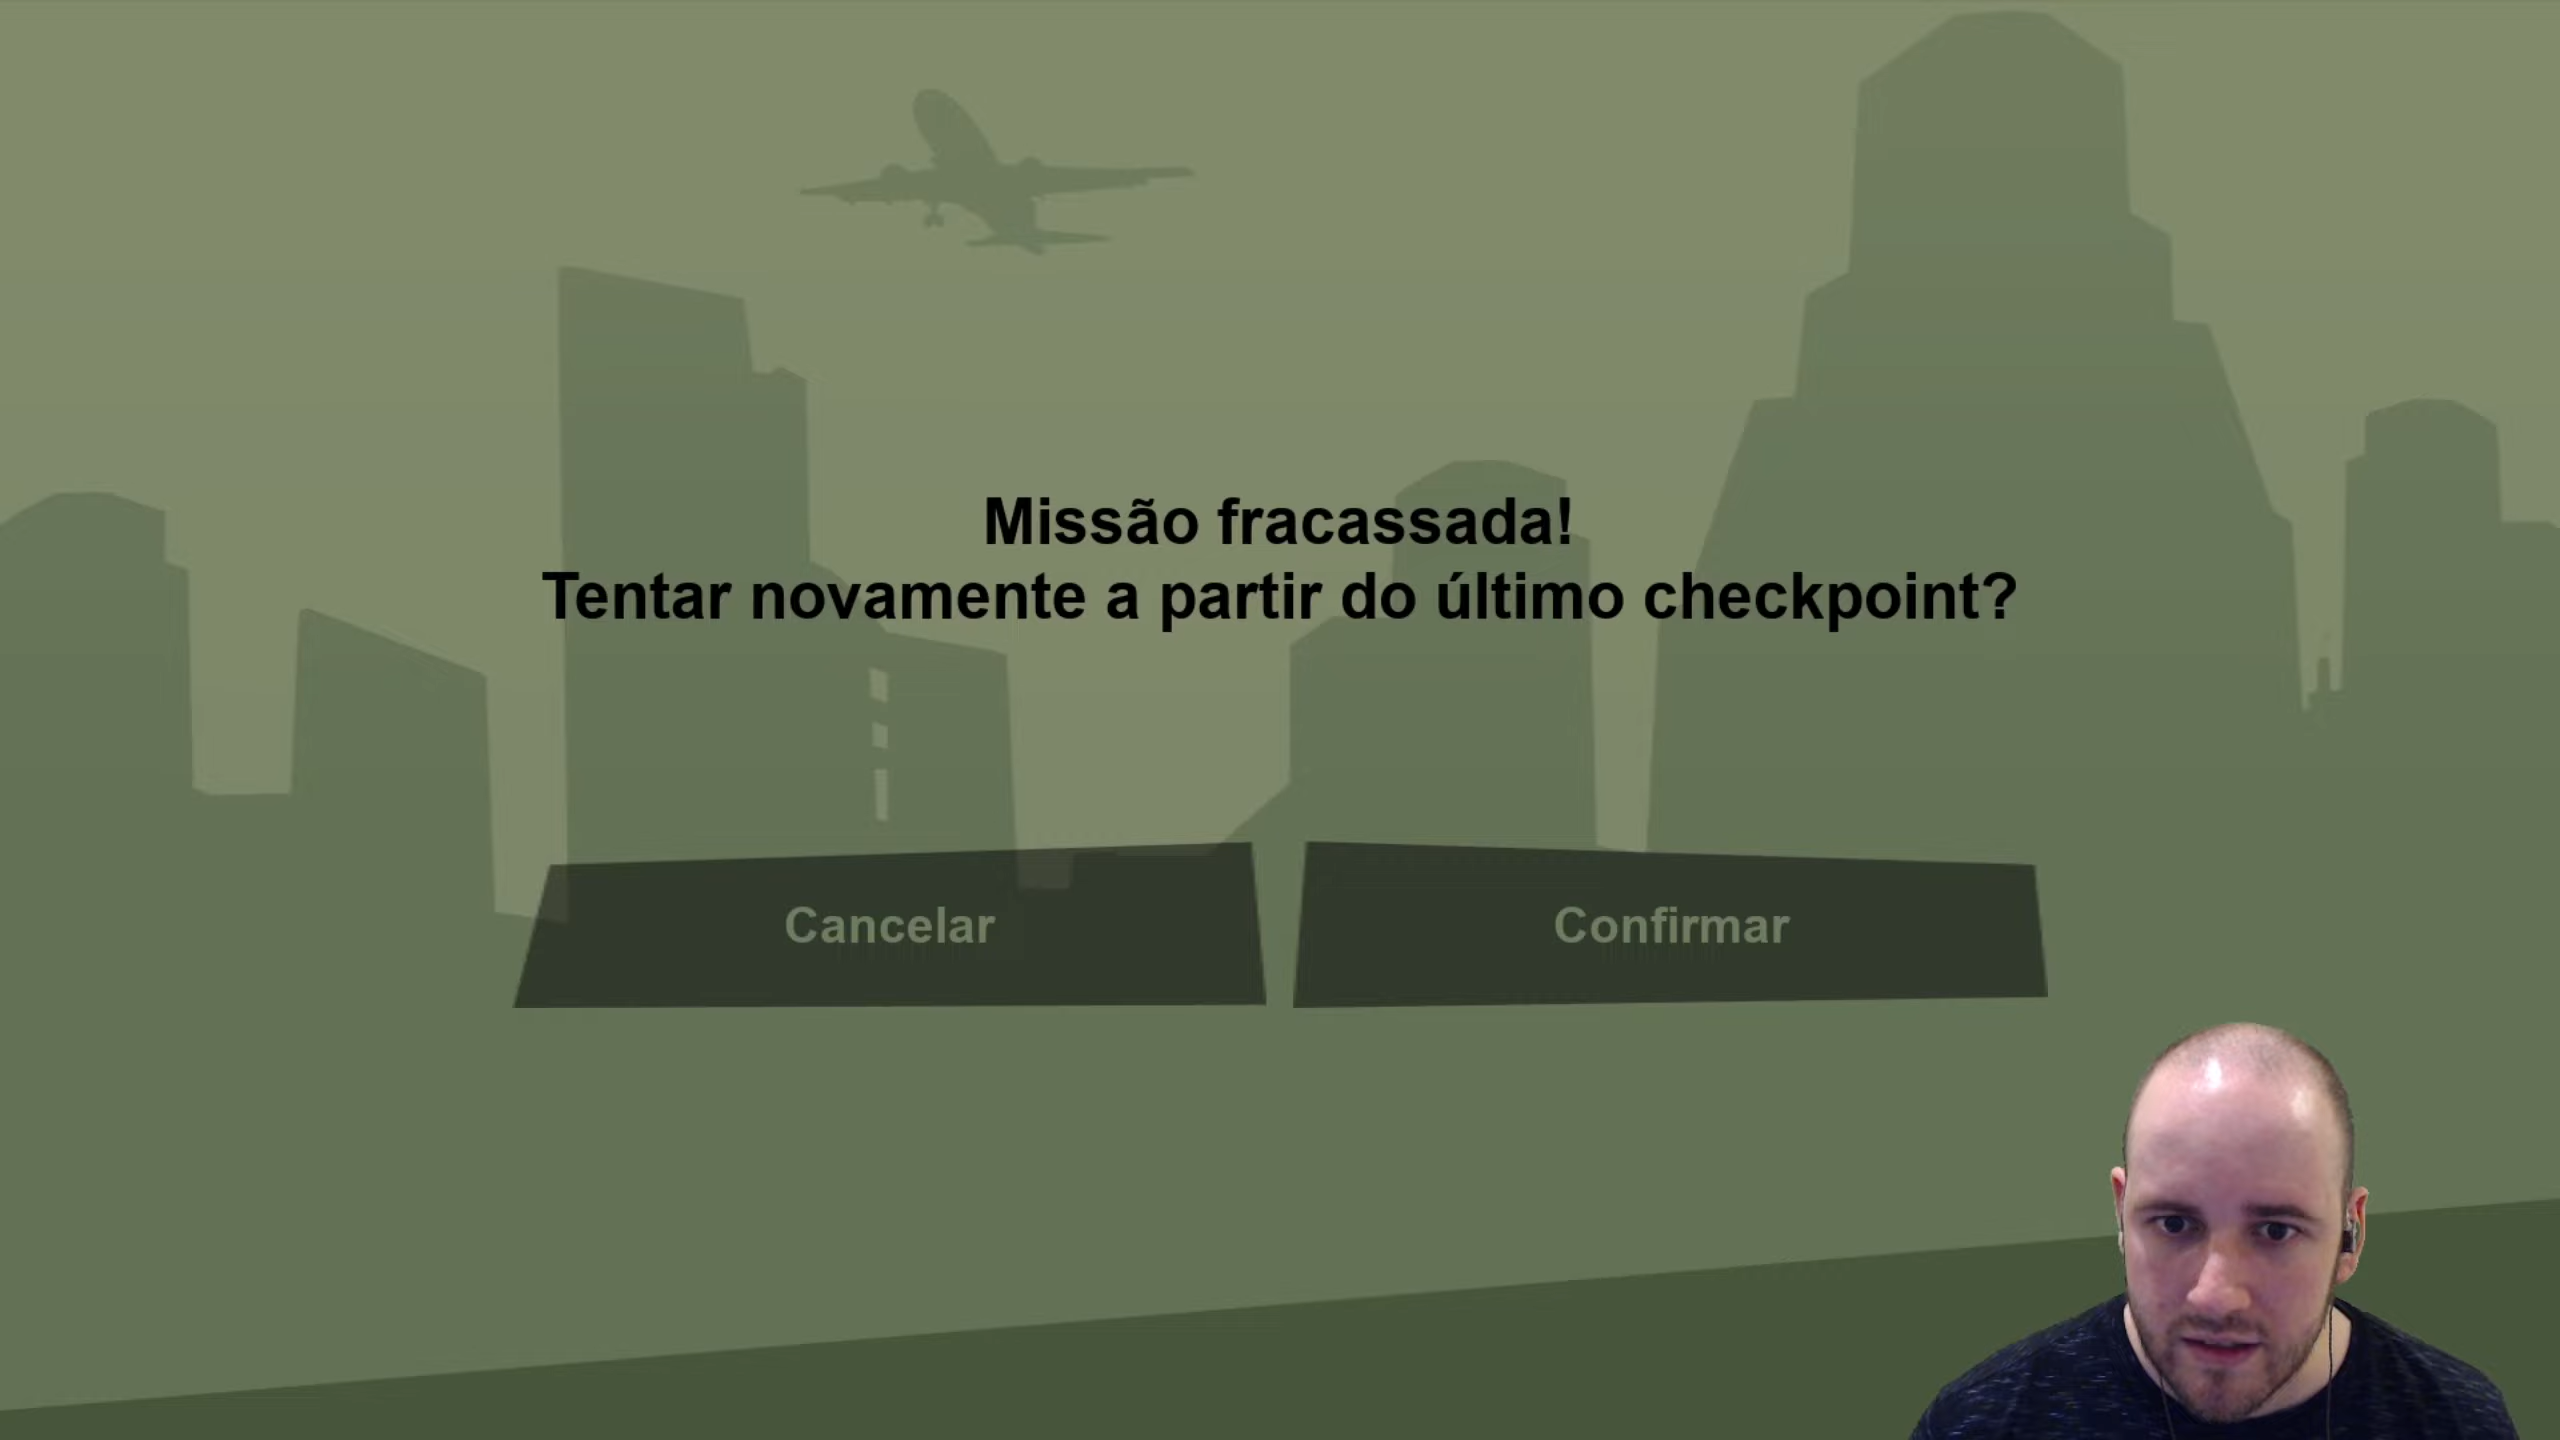 Missão fracassada!
Tentar novamente a partir do último checkpoint?
Cancelar
Confirmar